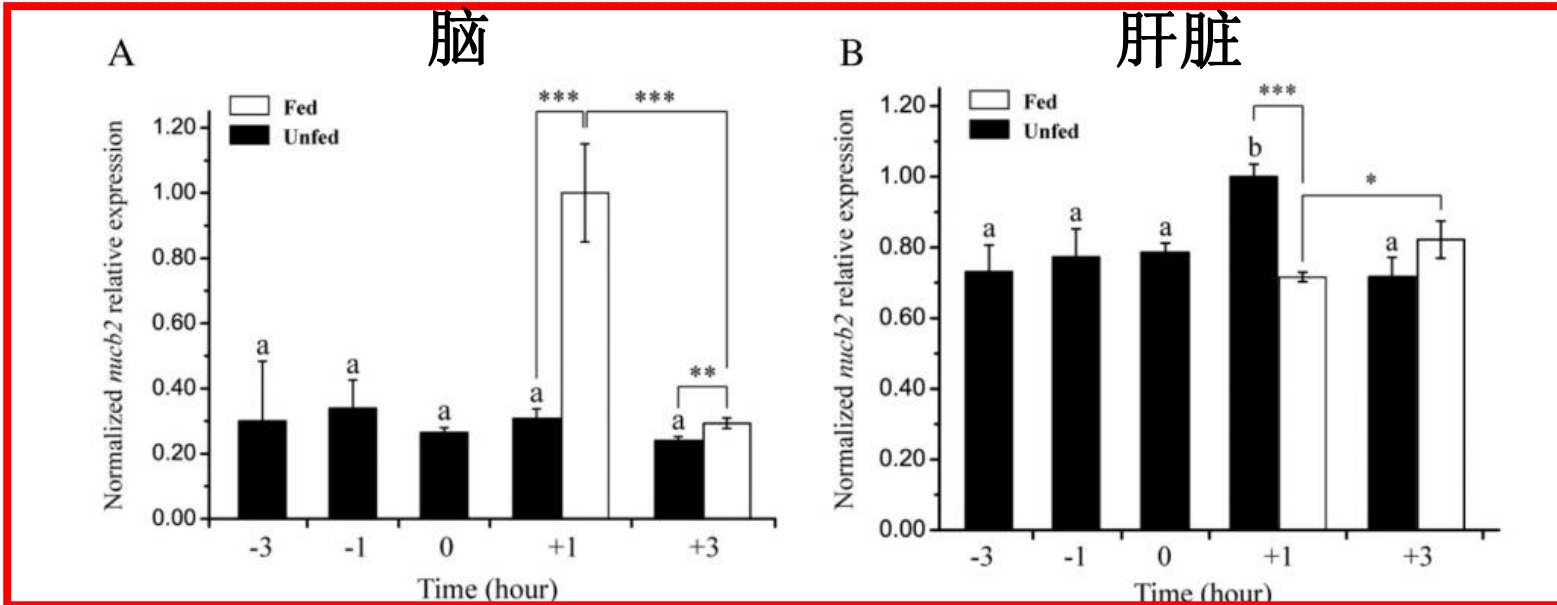 A
脑
Fed
Unfed
***
***
**
a
a
a
a
a
Normalized nucb2 relative expression
1.20
1.00
0.80
0.60
0.40
0.20
0.00
-3
-1
0
+1
+3
Time (hour)
B
肝脏
Fed
Unfed
***
*
a
a
a
b
a
Normalized nucb2 relative expression
1.20
1.00
0.80
0.60
0.40
0.20
0.00
-3
-1
0
+1
+3
Time (hour)